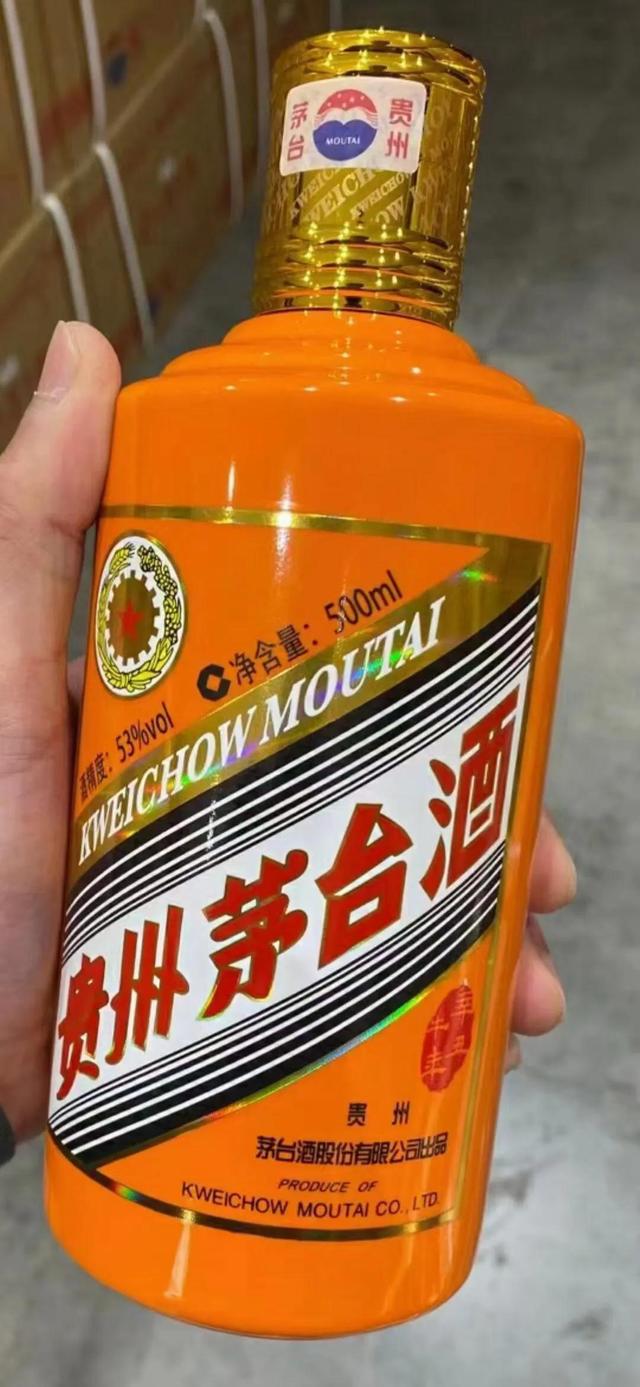 贵州
MOUTAI
茅台
KWEICHOW
KWEICHOW
酒精度：53%vol
净含量：500ml
KWEICHOW MOUTAI
贵州茅台酒
贵 州
茅台酒股份有限公司出品
PRODUCE OF
KWEICHOW MOUTAI CO., LTD.